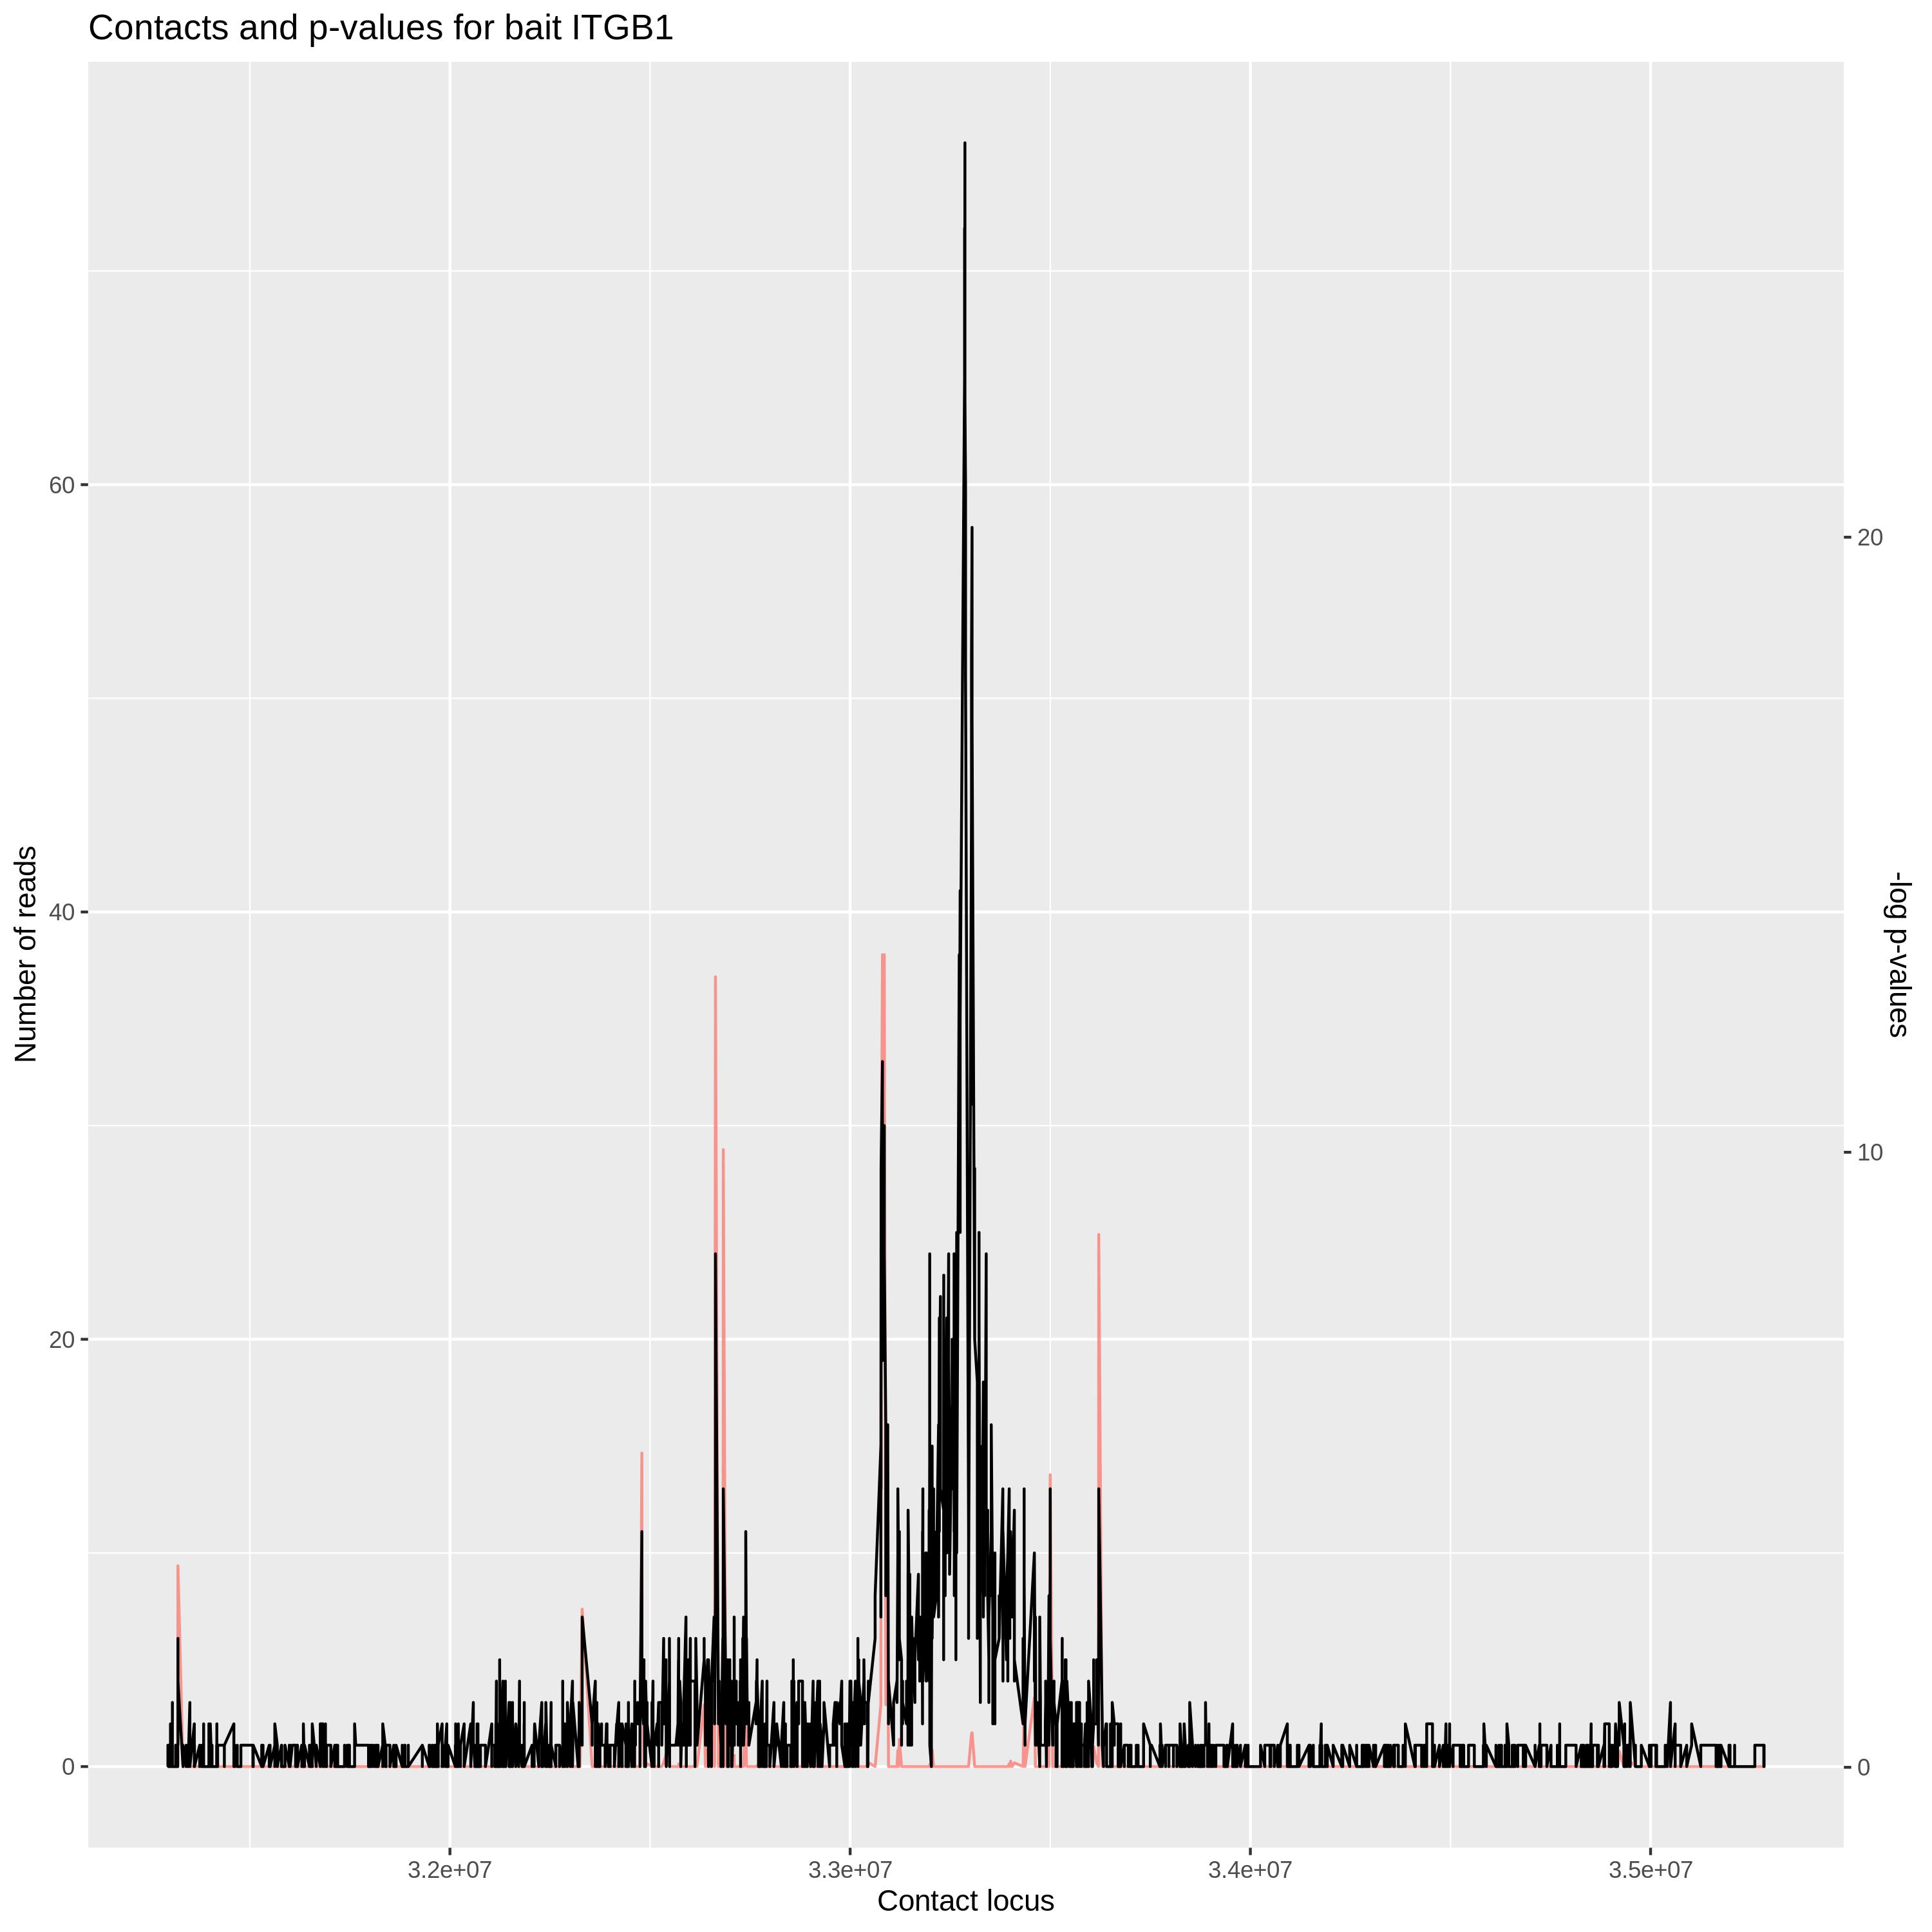 Contacts and p-values for bait ITGB1
Number of reads
60
40
20
0
20
10
0
-log p-values
3.2e+07
3.3e+07
3.4e+07
3.5e+07
Contact locus